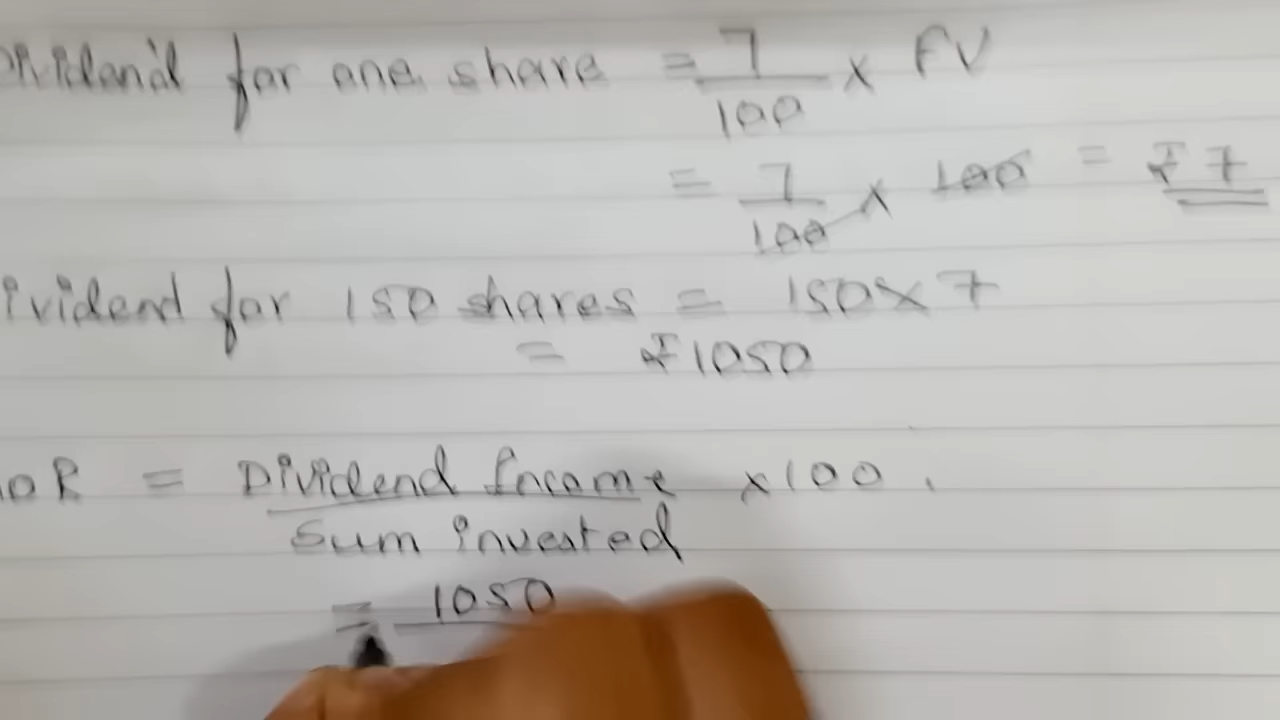 Dividend for one share = 7/100 × FV
= 7/100 × 100 = ₹7
ividend for 150 shares = 150×7
= ₹1050
oR = Dividend Income/Sum invested ×100.
= 1050